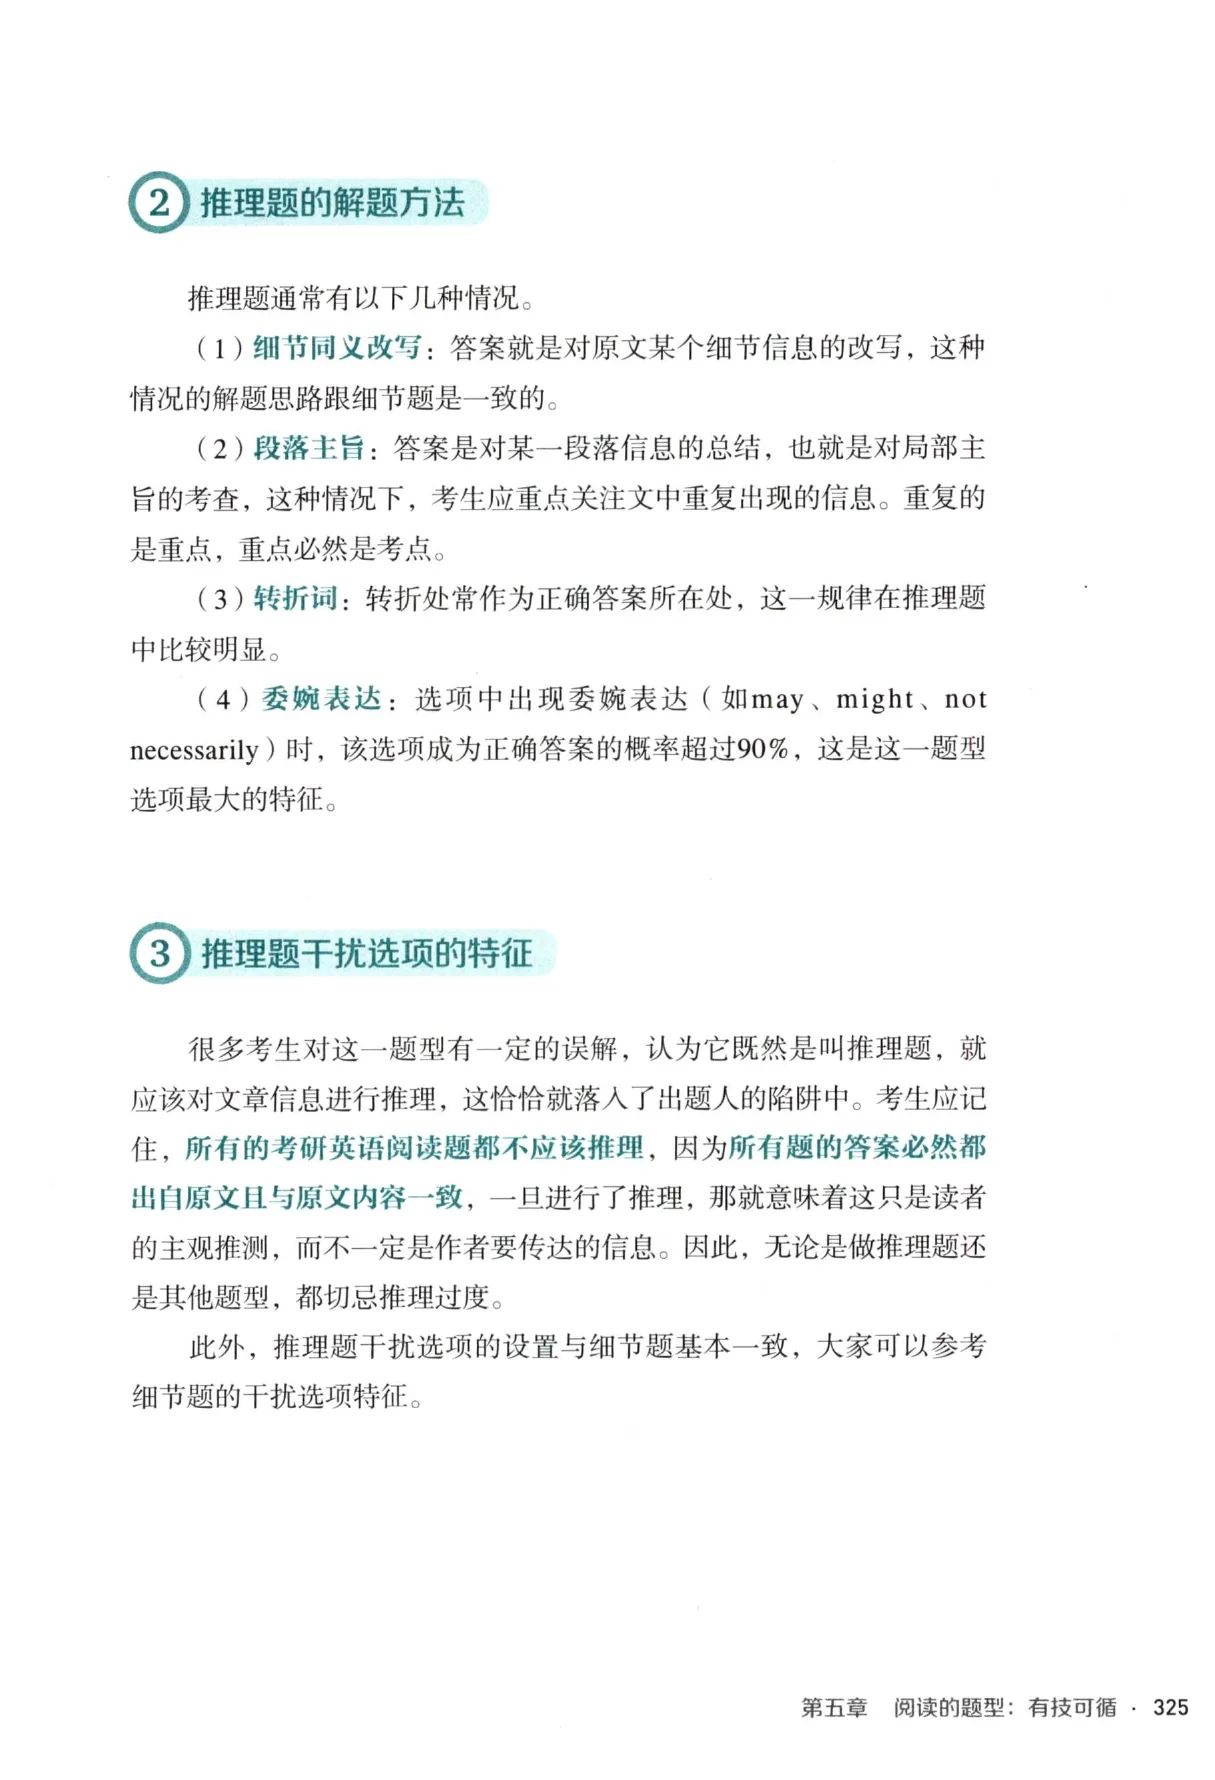 2 推理题的解题方法
推理题通常有以下几种情况。
（1）细节同义改写：答案就是对原文某个细节信息的改写，这种
情况的解题思路跟细节题是一致的。
（2）段落主旨：答案是对某一段落信息的总结，也就是对局部主
旨的考查，这种情况下，考生应重点关注文中重复出现的信息。重复的
是重点，重点必然是考点。
（3）转折词：转折处常作为正确答案所在处，这一规律在推理题
中比较明显。
（4）委婉表达：选项中出现委婉表达（如may、might、not
necessarily）时，该选项成为正确答案的概率超过90%，这是这一题型
选项最大的特征。
3 推理题干扰选项的特征
很多考生对这一题型有一定的误解，认为它既然是叫推理题，就
应该对文章信息进行推理，这恰恰就落入了出题人的陷阱中。考生应记
住，所有的考研英语阅读题都不应该推理，因为所有题的答案必然都
出自原文且与原文内容一致，一旦进行了推理，那就意味着这只是读者
的主观推测，而不一定是作者要传达的信息。因此，无论是做推理题还
是其他题型，都切忌推理过度。
此外，推理题干扰选项的设置与细节题基本一致，大家可以参考
细节题的干扰选项特征。
第五章 阅读的题型：有技可循 · 325